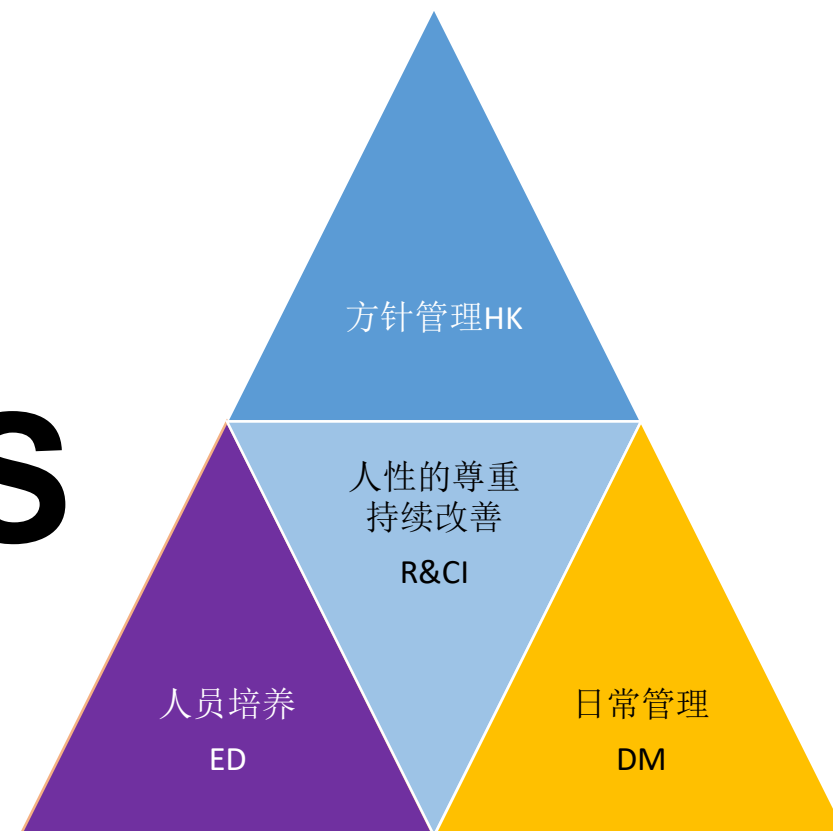 方针管理HK
S
人性的尊重
持续改善
R&CI
人员培养
ED
日常管理
DM